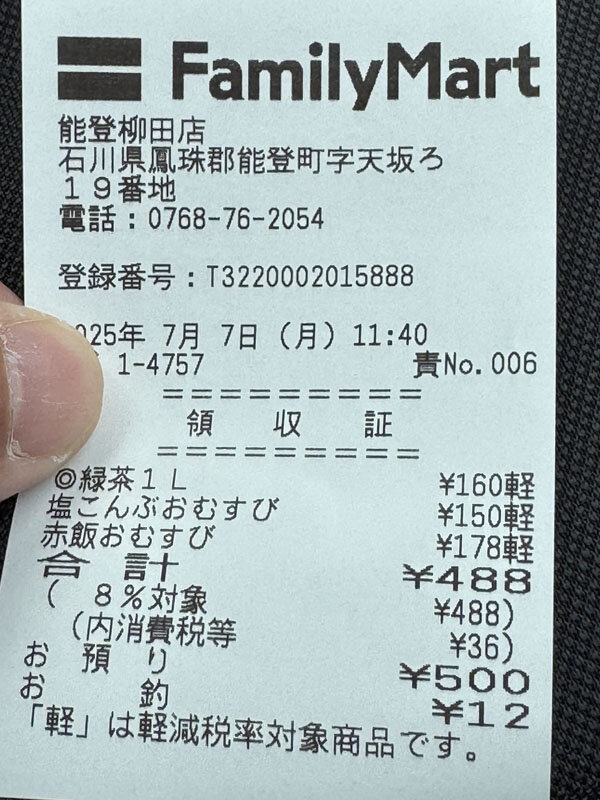 FamilyMart
能登柳田店
石川県鳳珠郡能登町字天坂ろ
19番地
電話：0768-76-2054
登録番号：T3220002015888
025年 7月 7日（月）11:40
1-4757 責No.006
=========
領 収 証
=========
◎緑茶1L ¥160軽
塩こんぶおむすび ¥150軽
赤飯おむすび ¥178軽
合 計 ¥488
（ 8%対象 ¥488）
（内消費税等 ¥36）
お 預 り ¥500
お 釣 ¥12
「軽」は軽減税率対象商品です。